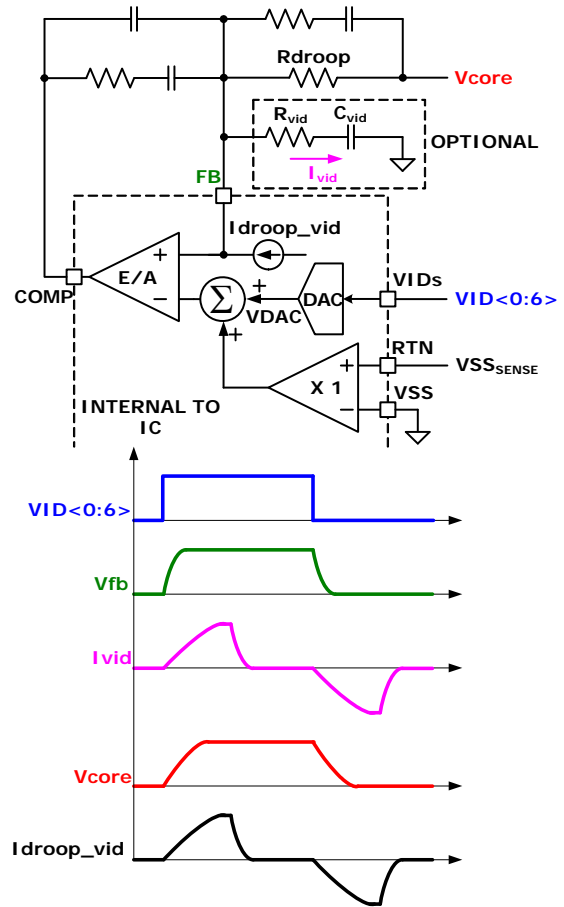 Rdroop
Vcore
Rvid
Cvid
OPTIONAL
Ivid
FB
Idroop_vid
+
E/A
−
COMP
Σ
+
+
VDAC
DAC
VIDs
VID<0:6>
RTN
VSSSENSE
+
X 1
−
VSS
INTERNAL TO
IC
VID<0:6>
Vfb
Ivid
Vcore
Idroop_vid